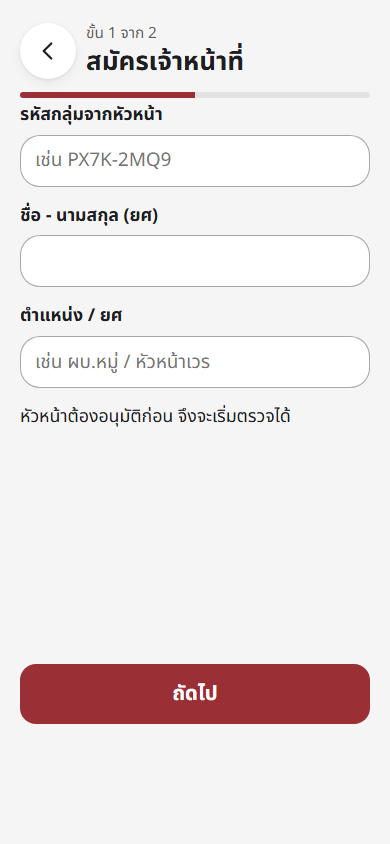 ขั้น 1 จาก 2
สมัครเจ้าหน้าที่
รหัสกลุ่มจากหัวหน้า
เช่น PX7K-2MQ9
ชื่อ - นามสกุล (ยศ)
ตำแหน่ง / ยศ
เช่น ผบ.หมู่ / หัวหน้าเวร
หัวหน้าต้องอนุมัติก่อน จึงจะเริ่มตรวจได้
ถัดไป